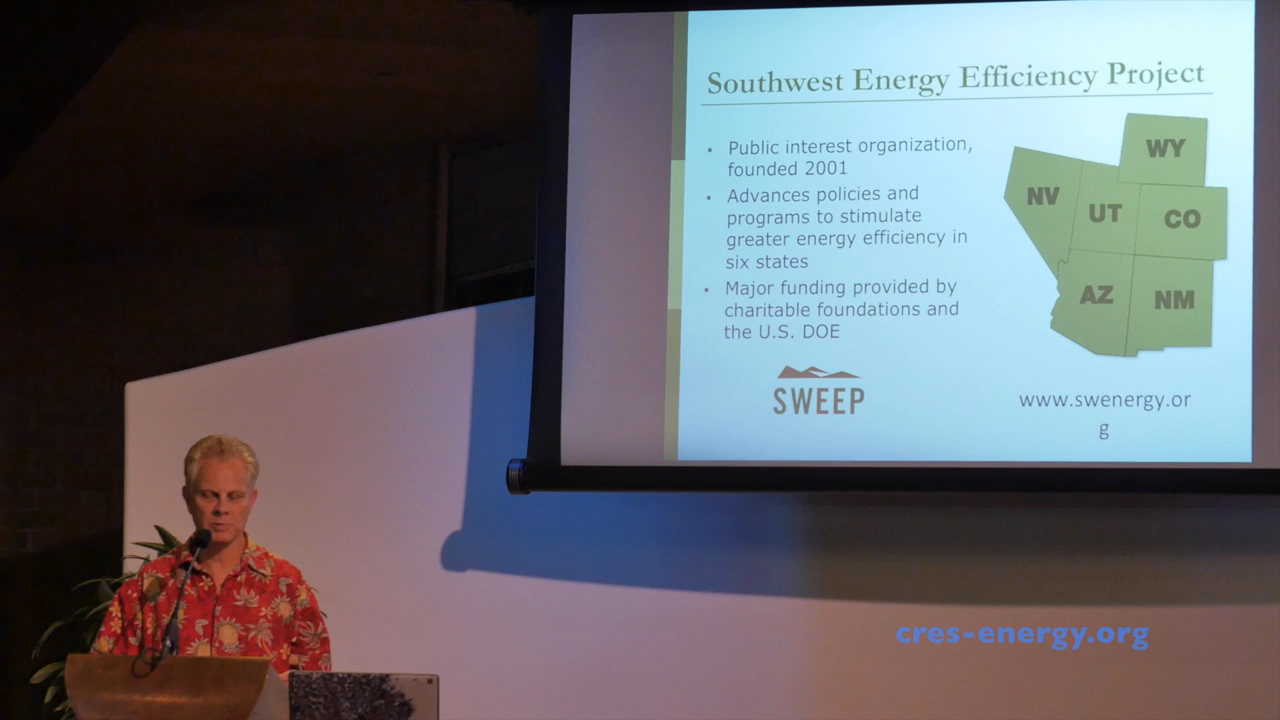 Southwest Energy Efficiency Project
• Public interest organization,
founded 2001
• Advances policies and
programs to stimulate
greater energy efficiency in
six states
• Major funding provided by
charitable foundations and
the U.S. DOE
WY
NV
UT
CO
AZ
NM
SWEEP
www.swenergy.or
g
cres-energy.org